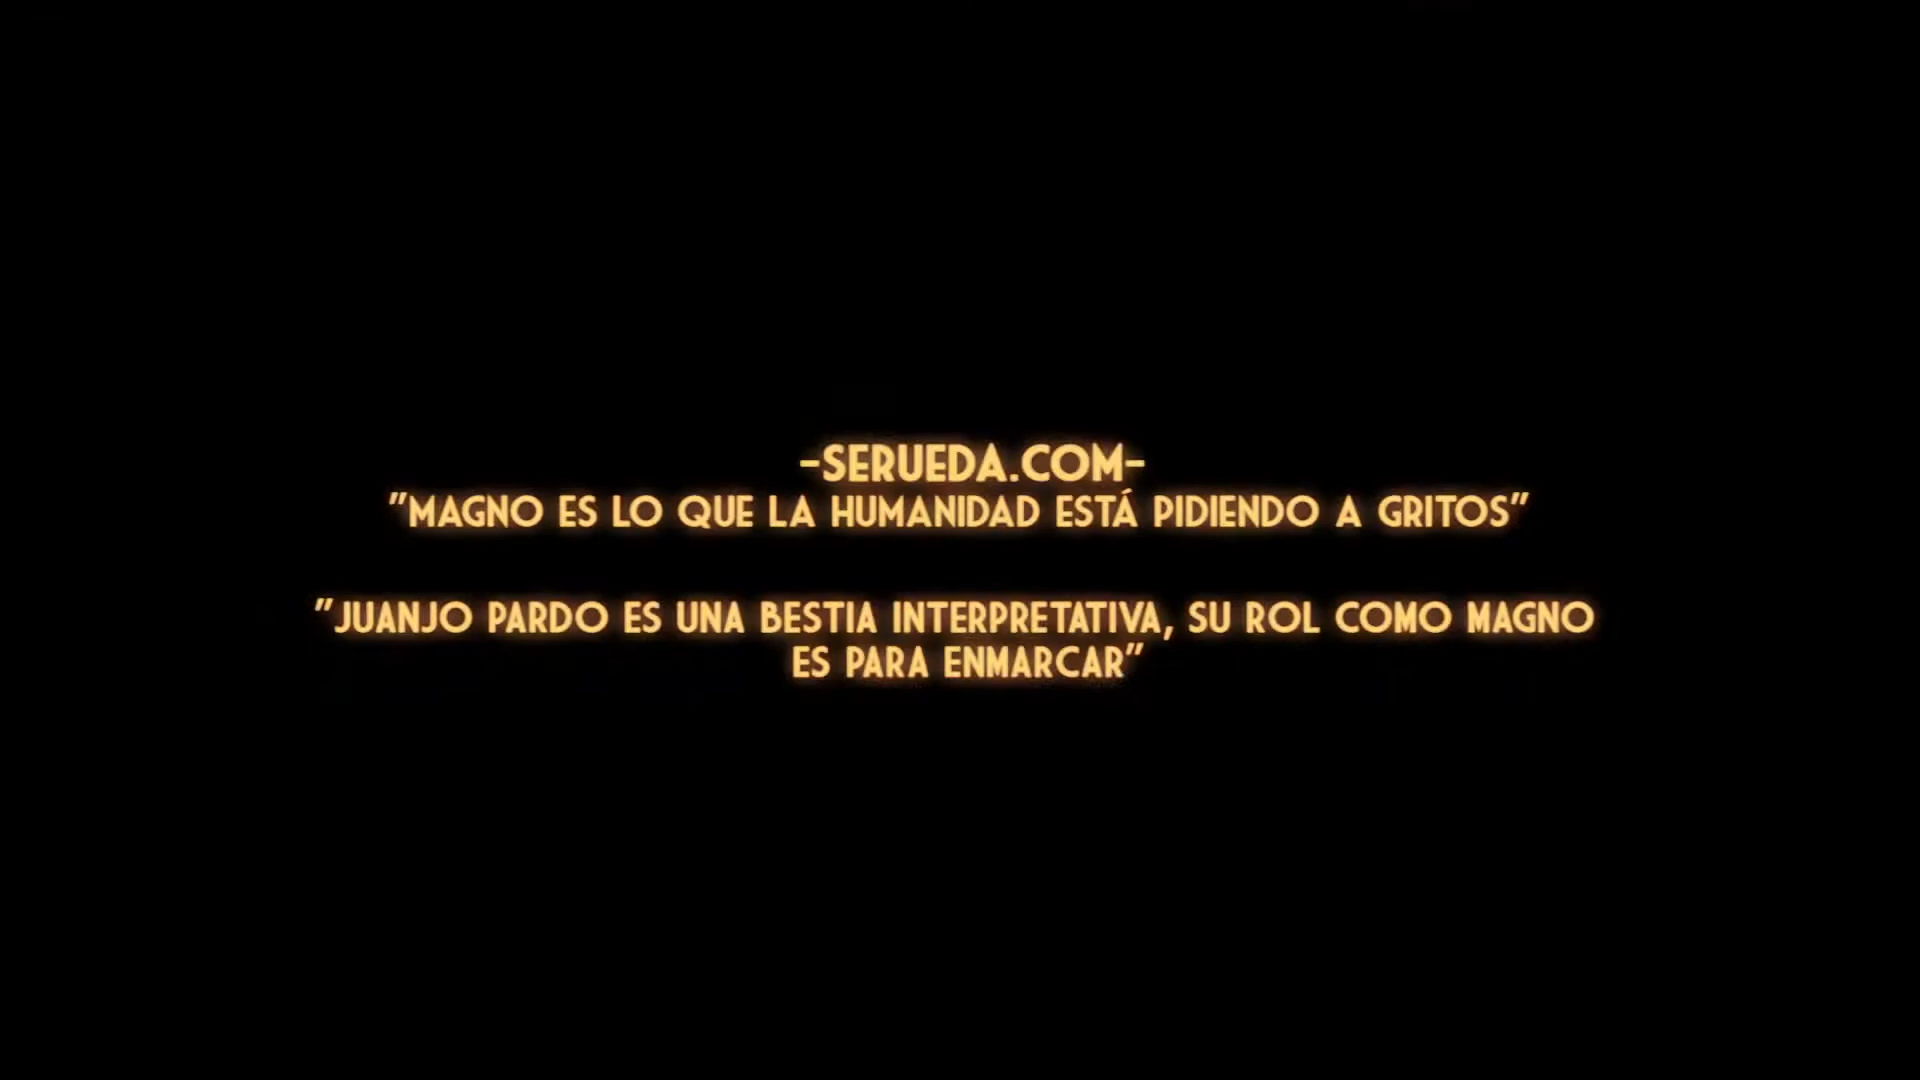 -SERUEDA.COM-
"MAGNO ES LO QUE LA HUMANIDAD ESTÁ PIDIENDO A GRITOS"
"JUANJO PARDO ES UNA BESTIA INTERPRETATIVA, SU ROL COMO MAGNO
ES PARA ENMARCAR"